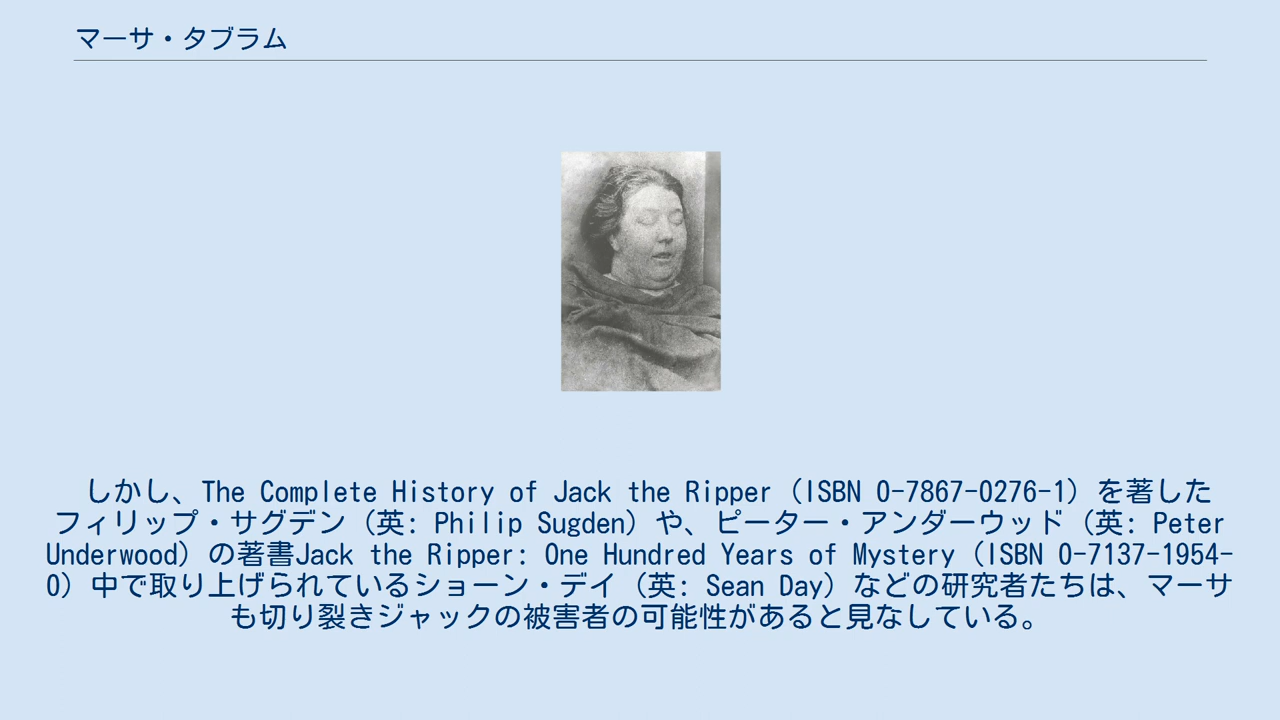 マーサ・タブラム
しかし、The Complete History of Jack the Ripper（ISBN 0-7867-0276-1）を著した
フィリップ・サグデン（英: Philip Sugden）や、ピーター・アンダーウッド（英: Peter
Underwood）の著書Jack the Ripper: One Hundred Years of Mystery（ISBN 0-7137-1954-
0）中で取り上げられているショーン・デイ（英: Sean Day）などの研究者たちは、マーサ
も切り裂きジャックの被害者の可能性があると見なしている。